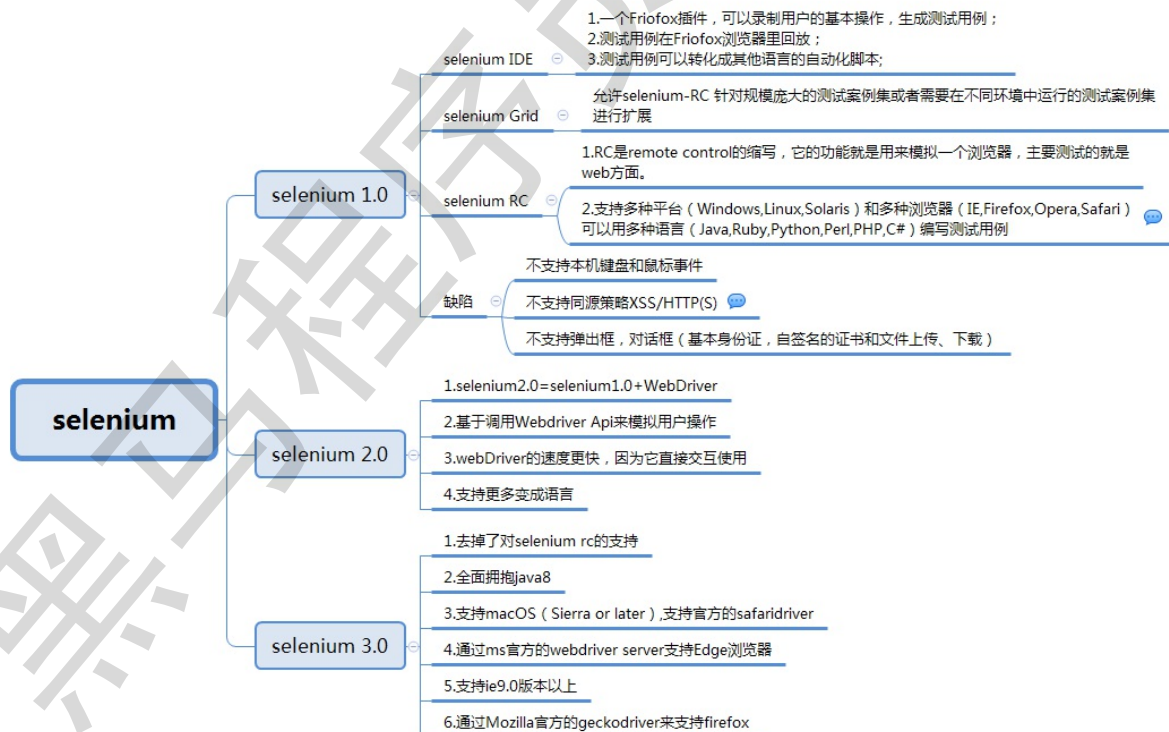 selenium
selenium 1.0
selenium IDE
1.一个Friofox插件，可以录制用户的基本操作，生成测试用例；
2.测试用例在Friofox浏览器里回放；
3.测试用例可以转化成其他语言的自动化脚本;
selenium Grid
允许selenium-RC 针对规模庞大的测试案例集或者需要在不同环境中运行的测试案例集
进行扩展
selenium RC
1.RC是remote control的缩写，它的功能就是用来模拟一个浏览器，主要测试的就是
web方面。
2.支持多种平台（Windows,Linux,Solaris）和多种浏览器（IE,Firefox,Opera,Safari）
可以用多种语言（Java,Ruby,Python,Perl,PHP,C#）编写测试用例
缺陷
不支持本机键盘和鼠标事件
不支持同源策略XSS/HTTP(S)
不支持弹出框，对话框（基本身份证，自签名的证书和文件上传、下载）
selenium 2.0
1.selenium2.0=selenium1.0+WebDriver
2.基于调用Webdriver Api来模拟用户操作
3.webDriver的速度更快，因为它直接交互使用
4.支持更多变成语言
selenium 3.0
1.去掉了对selenium rc的支持
2.全面拥抱java8
3.支持macOS（Sierra or later）,支持官方的safaridriver
4.通过ms官方的webdriver server支持Edge浏览器
5.支持ie9.0版本以上
6.通过Mozilla官方的geckodriver来支持firefox
黑马程序员